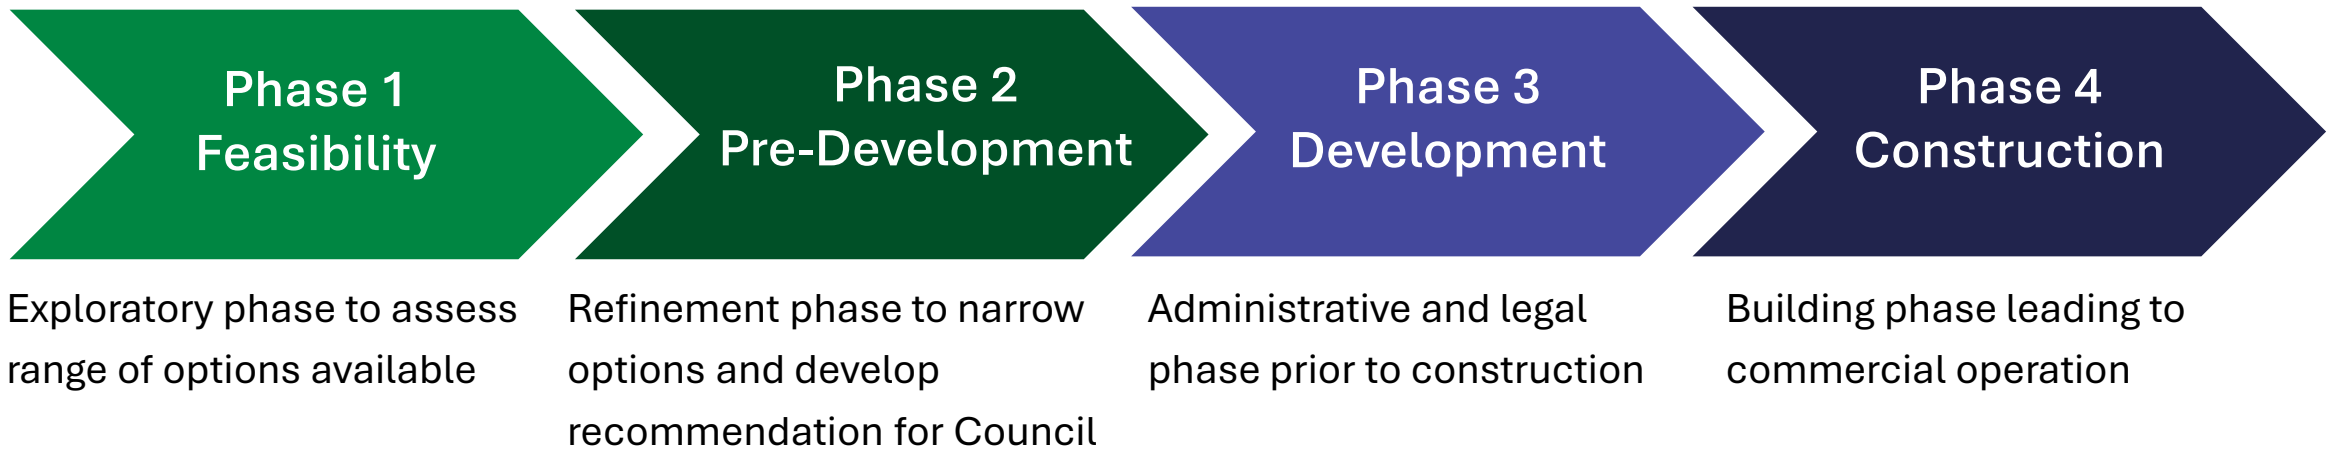 Phase 1
Feasibility
Phase 2
Pre-Development
Phase 3
Development
Phase 4
Construction
Exploratory phase to assess
range of options available
Refinement phase to narrow
options and develop
recommendation for Council
Administrative and legal
phase prior to construction
Building phase leading to
commercial operation